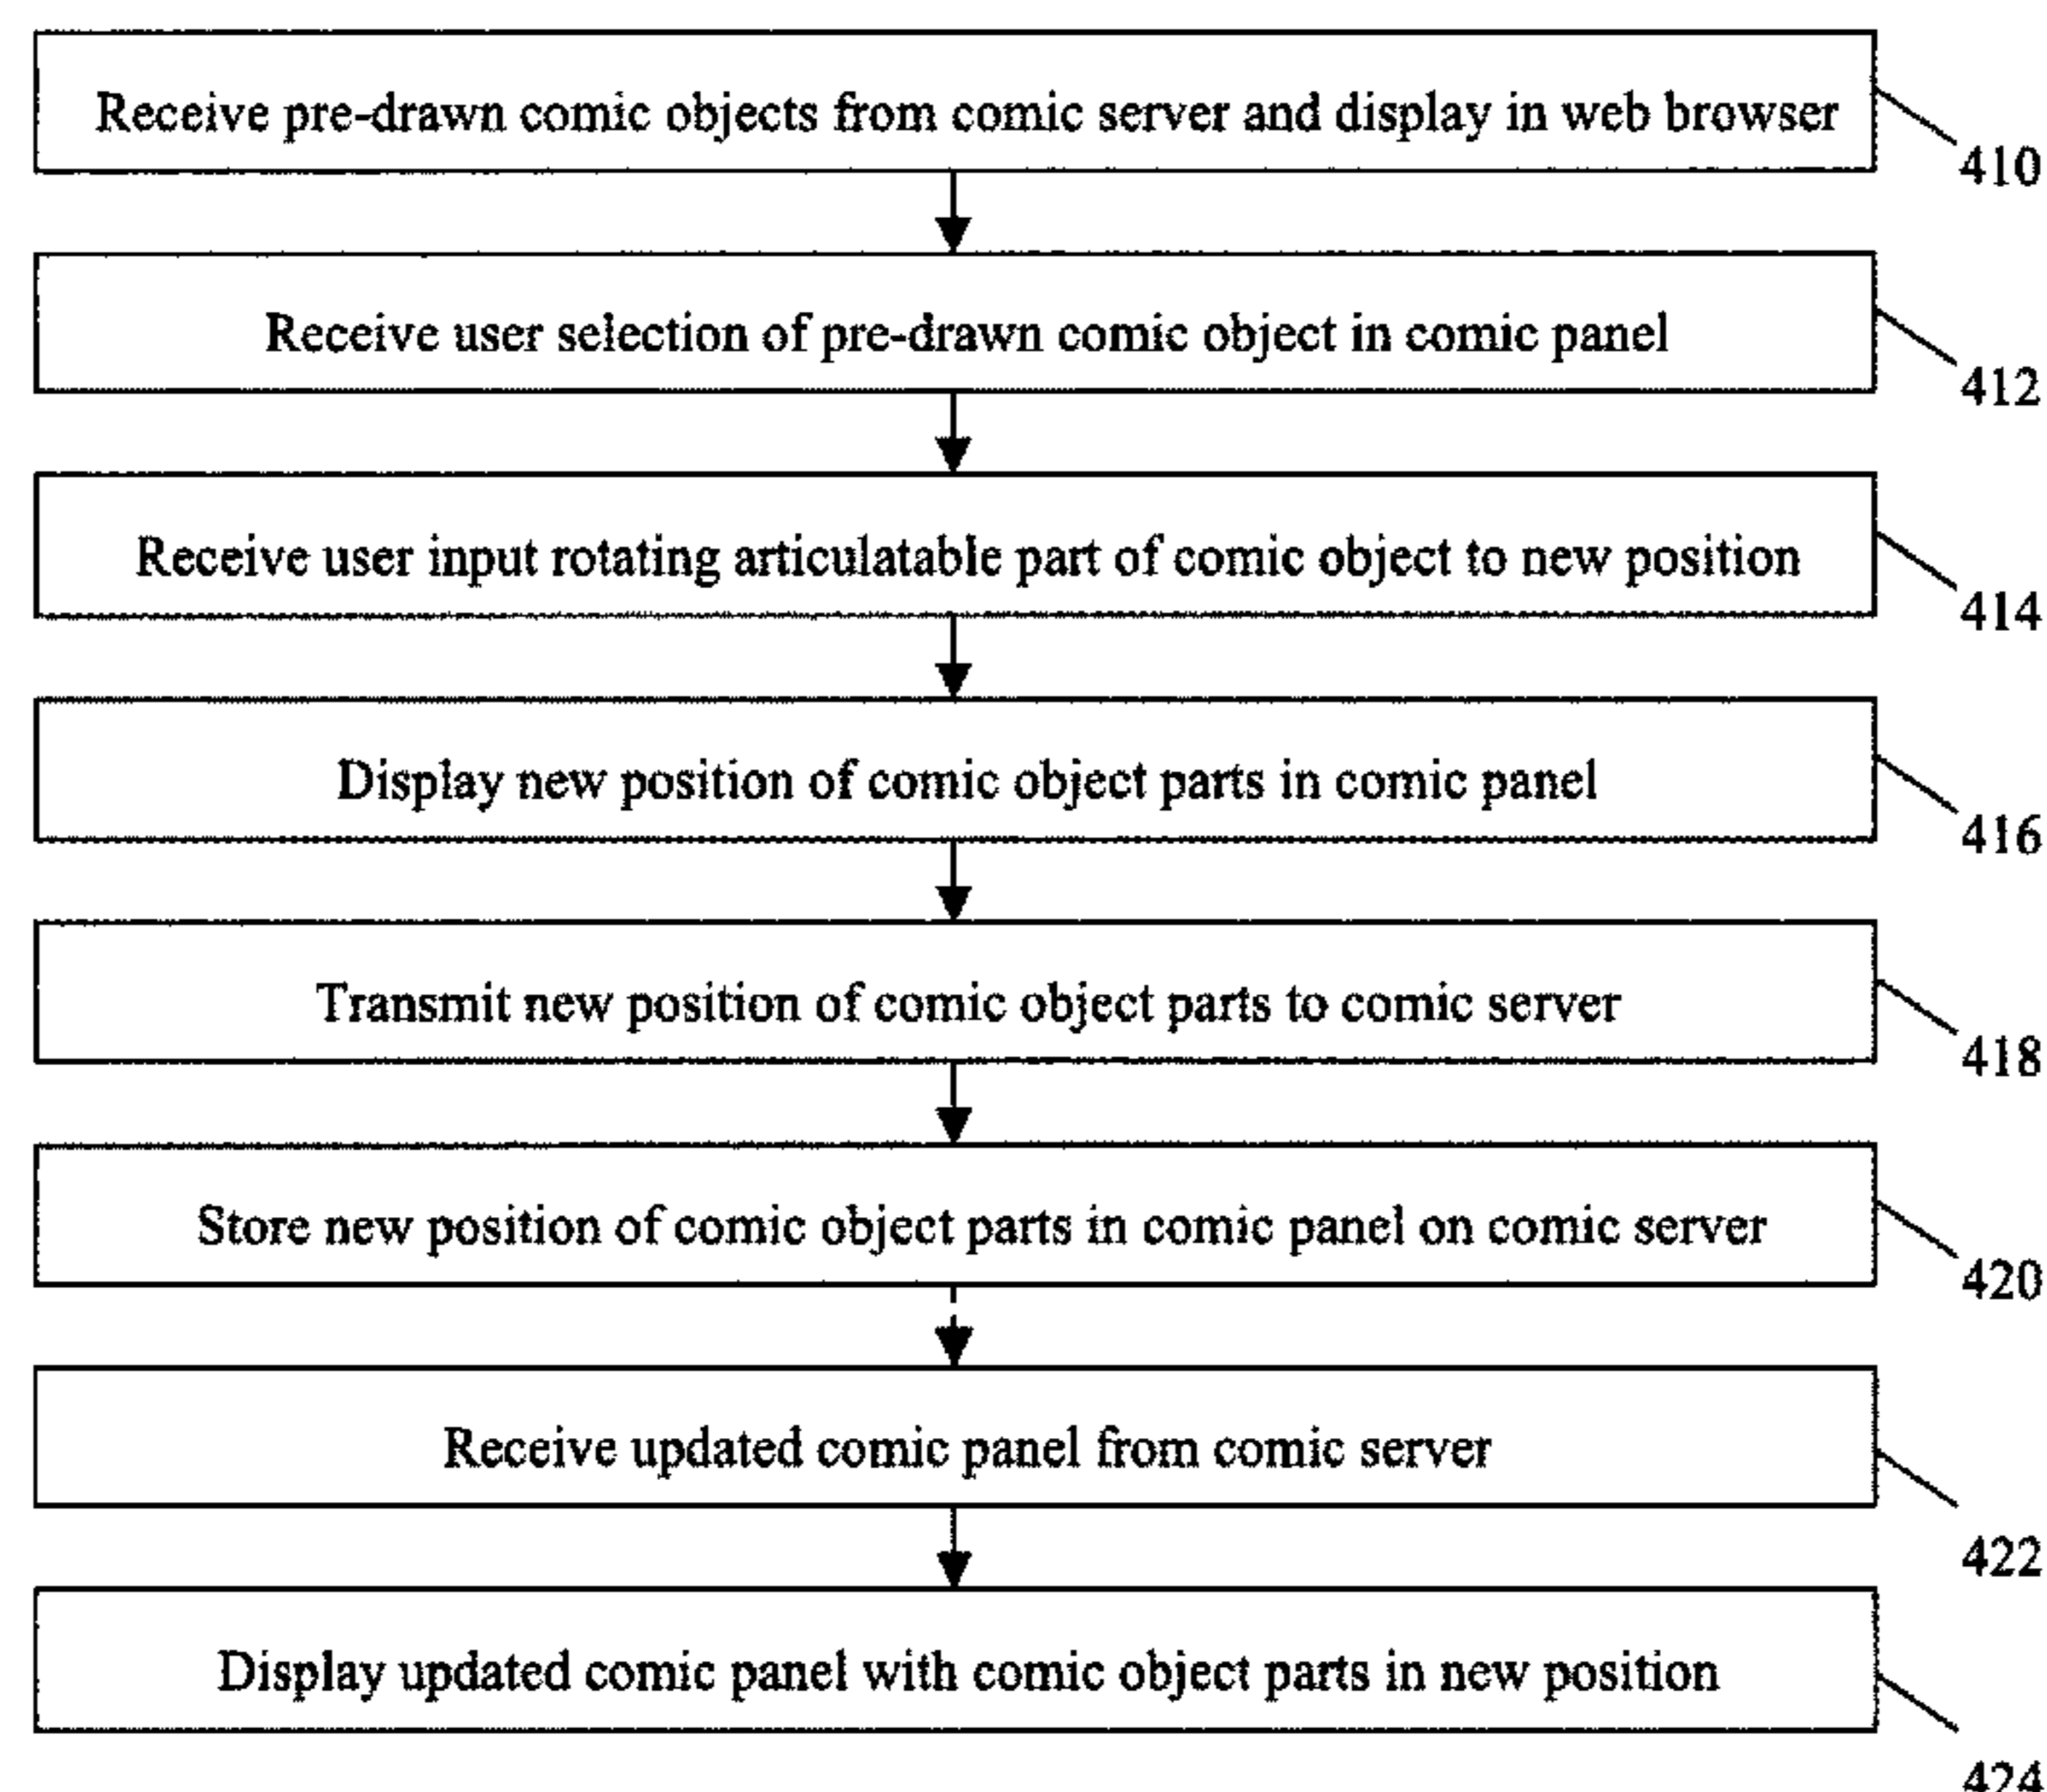 Receive pre-drawn comic objects from comic server and display in web browser
410
Receive user selection of pre-drawn comic object in comic panel
412
Receive user input rotating articulatable part of comic object to new position
414
Display new position of comic object parts in comic panel
416
Transmit new position of comic object parts to comic server
418
Store new position of comic object parts in comic panel on comic server
420
Receive updated comic panel from comic server
422
Display updated comic panel with comic object parts in new position
424